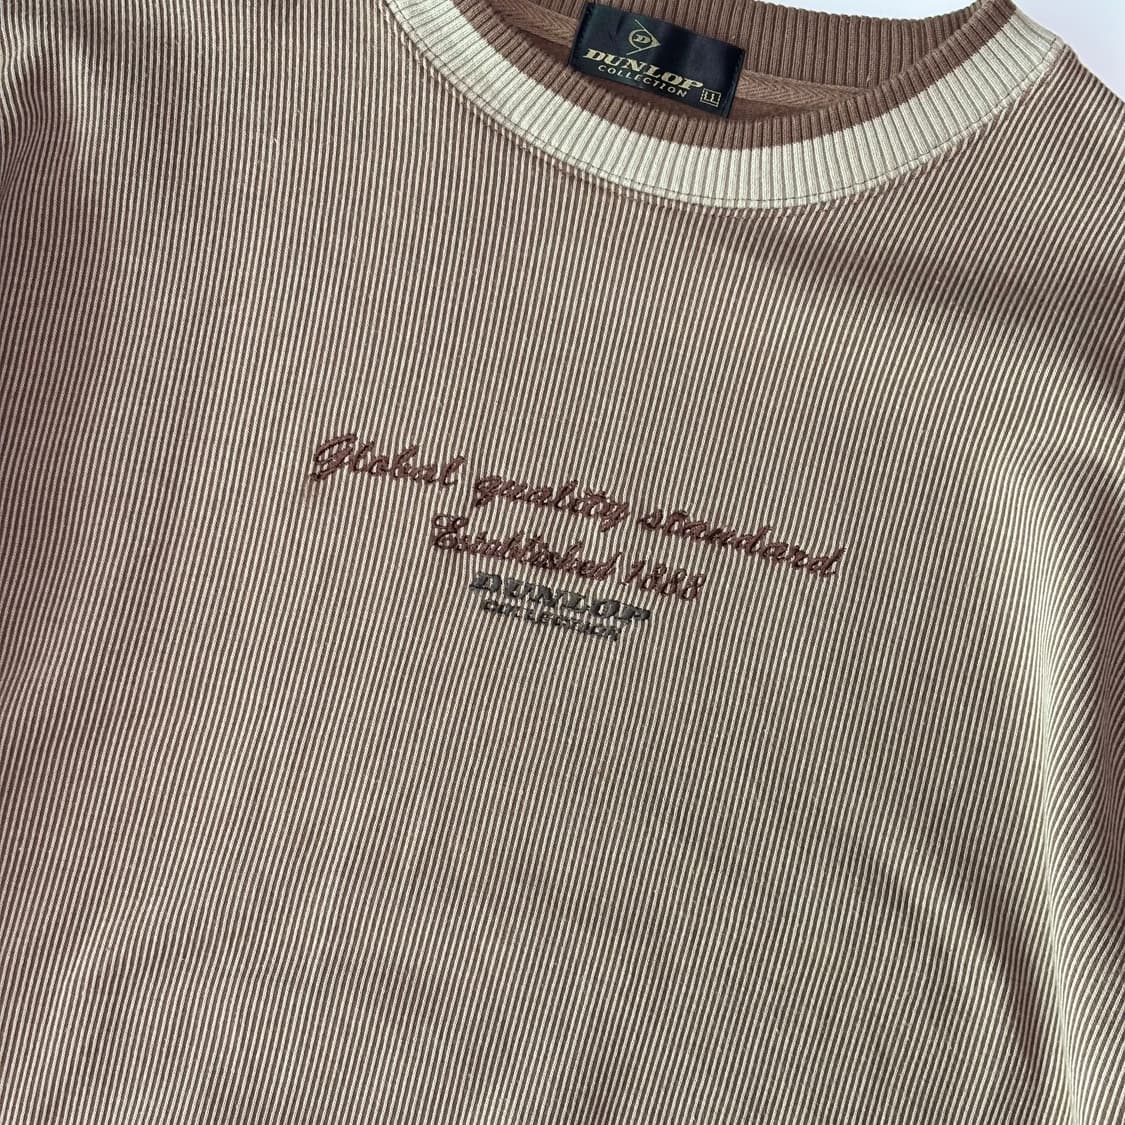 D
DUNLOP
COLLECTION
LL
Global quality standard
Established 1888
DUNLOP
COLLECTION